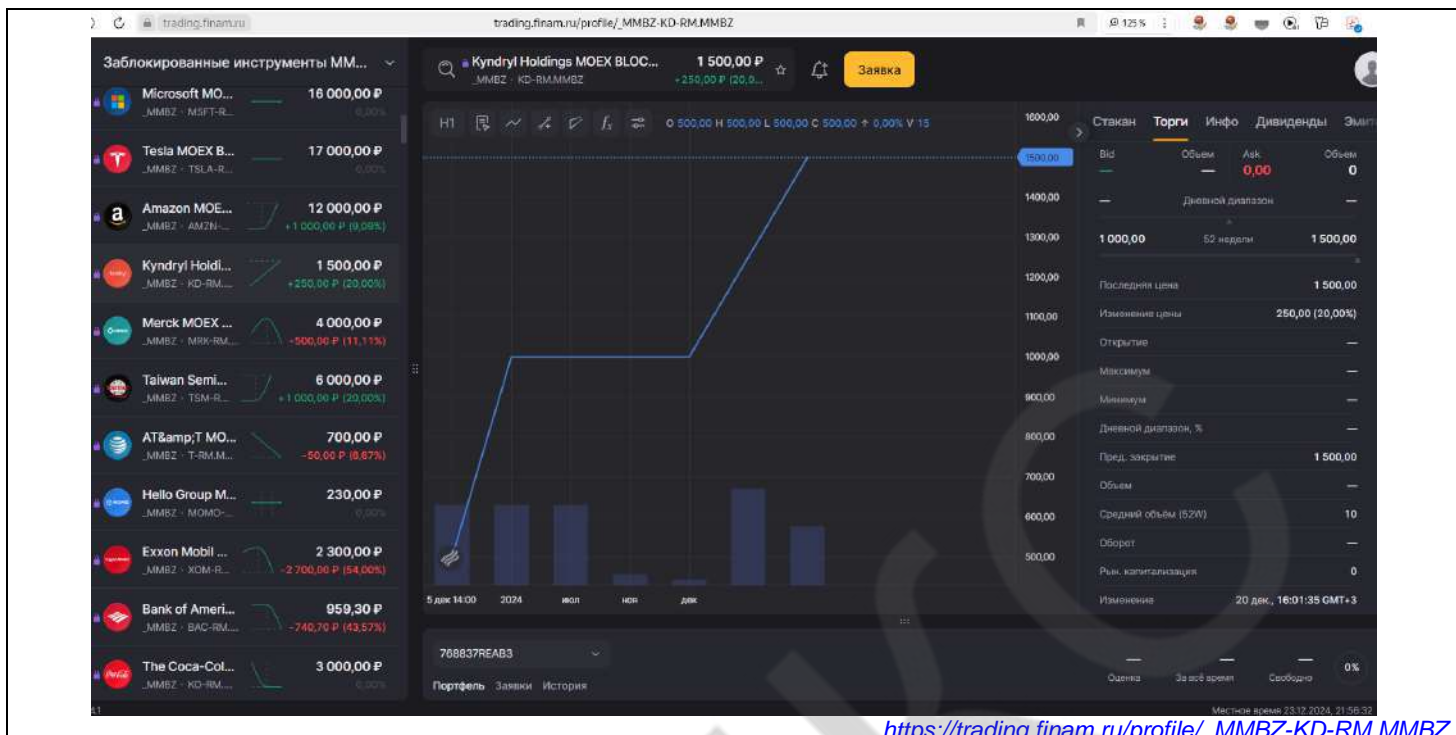 trading.finam.ru
trading.finam.ru/profile/_MMBZ-KD-RM.MMBZ
125 %
Заблокированные инструменты MM...
Microsoft MO... 16 000,00 ₽
_MMBZ · MSFT-R... 0,00%
Tesla MOEX B... 17 000,00 ₽
_MMBZ · TSLA-R... 0,00%
Amazon MOE... 12 000,00 ₽
_MMBZ · AMZN-... +1 000,00 ₽ (9,09%)
Kyndryl Holdi... 1 500,00 ₽
_MMBZ · KD-RM.... +250,00 ₽ (20,00%)
Merck MOEX ... 4 000,00 ₽
_MMBZ · MRK-RM.... -500,00 ₽ (11,11%)
Taiwan Semi... 6 000,00 ₽
_MMBZ · TSM-R... +1 000,00 ₽ (20,00%)
AT&amp;T MO... 700,00 ₽
_MMBZ · T-RM.M... -50,00 ₽ (6,67%)
Hello Group M... 230,00 ₽
_MMBZ · MOMO-... 0,00%
Exxon Mobil ... 2 300,00 ₽
_MMBZ · XOM-R... -2 700,00 ₽ (54,00%)
Bank of Ameri... 959,30 ₽
_MMBZ · BAC-RM.... -740,70 ₽ (43,57%)
The Coca-Col... 3 000,00 ₽
_MMBZ · KO-RM.... 0,00%
Kyndryl Holdings MOEX BLOC... 1 500,00 ₽
_MMBZ · KD-RM.MMBZ +250,00 ₽ (20,0...
Заявка
H1 O 500,00 H 500,00 L 500,00 C 500,00 0,00% V 15
1600,00
1500,00
1400,00
1300,00
1200,00
1100,00
1000,00
900,00
800,00
700,00
600,00
500,00
5 дек 14:00 2024 июл ноя дек
Стакан Торги Инфо Дивиденды Эмит
Bid Объем Ask Объем
— — 0,00 0
— Дневной диапазон —
1 000,00 52 недели 1 500,00
Последняя цена 1 500,00
Изменение цены 250,00 (20,00%)
Открытие —
Максимум —
Минимум —
Дневной диапазон, % —
Пред. закрытие 1 500,00
Объем —
Средний объём (52W) 10
Оборот —
Рын. капитализация 0
Изменения 20 дек., 16:01:35 GMT+3
768837REAB3
Портфель Заявки История
— — — 0%
Оценка За всё время Свободно
Местное время 23.12.2024, 21:56:32
https://trading.finam.ru/profile/_MMBZ-KD-RM.MMBZ